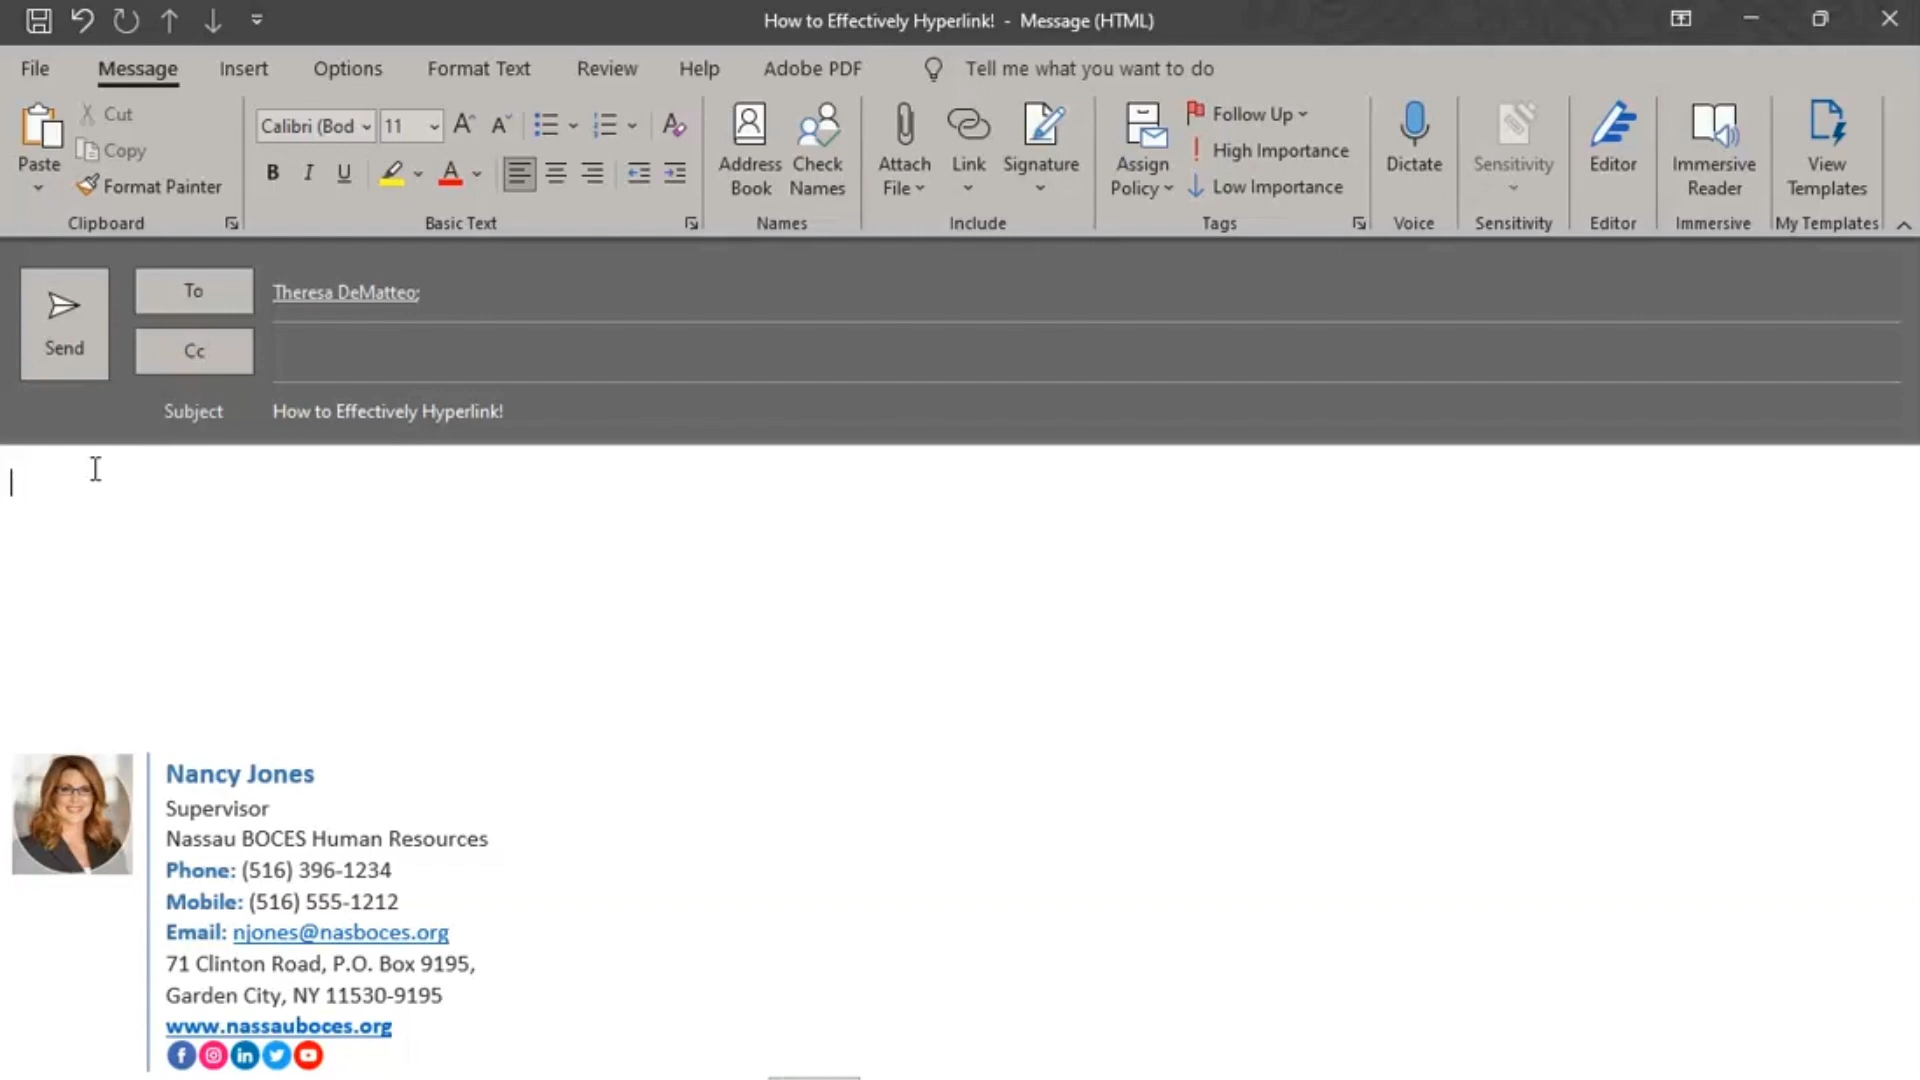 How to Effectively Hyperlink! - Message (HTML)
File Message Insert Options Format Text Review Help Adobe PDF Tell me what you want to do
Paste
Cut
Copy
Format Painter
Clipboard
Calibri (Bod 11
B I U A
Basic Text
Address Book
Check Names
Names
Attach File
Link
Signature
Include
Assign Policy
Follow Up
High Importance
Low Importance
Tags
Dictate
Voice
Sensitivity
Sensitivity
Editor
Editor
Immersive Reader
Immersive
View Templates
My Templates
Send
To Theresa DeMatteo;
Cc
Subject How to Effectively Hyperlink!
Nancy Jones
Supervisor
Nassau BOCES Human Resources
Phone: (516) 396-1234
Mobile: (516) 555-1212
Email: njones@nasboces.org
71 Clinton Road, P.O. Box 9195,
Garden City, NY 11530-9195
www.nassauboces.org